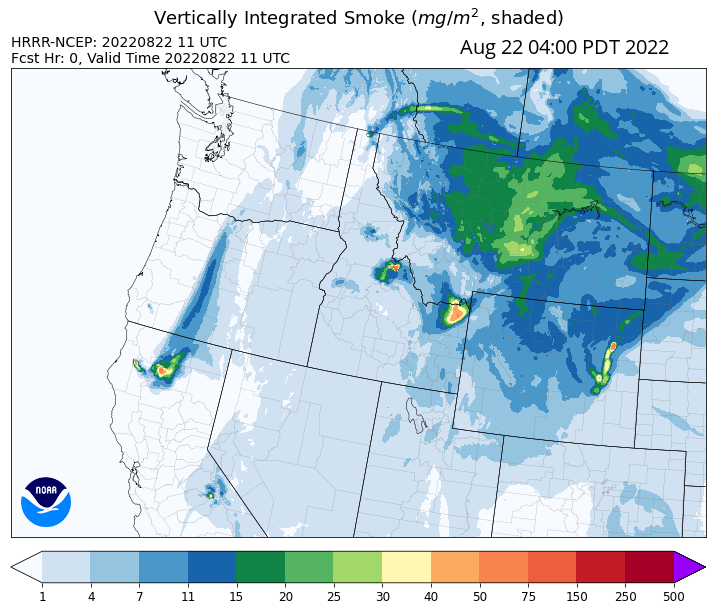 Vertically Integrated Smoke (mg/m², shaded)
HRRR-NCEP: 20220822 11 UTC
Aug 22 04:00 PDT 2022
Fcst Hr: 0, Valid Time 20220822 11 UTC
NOAA
1 4 7 11 15 20 25 30 40 50 75 150 250 500